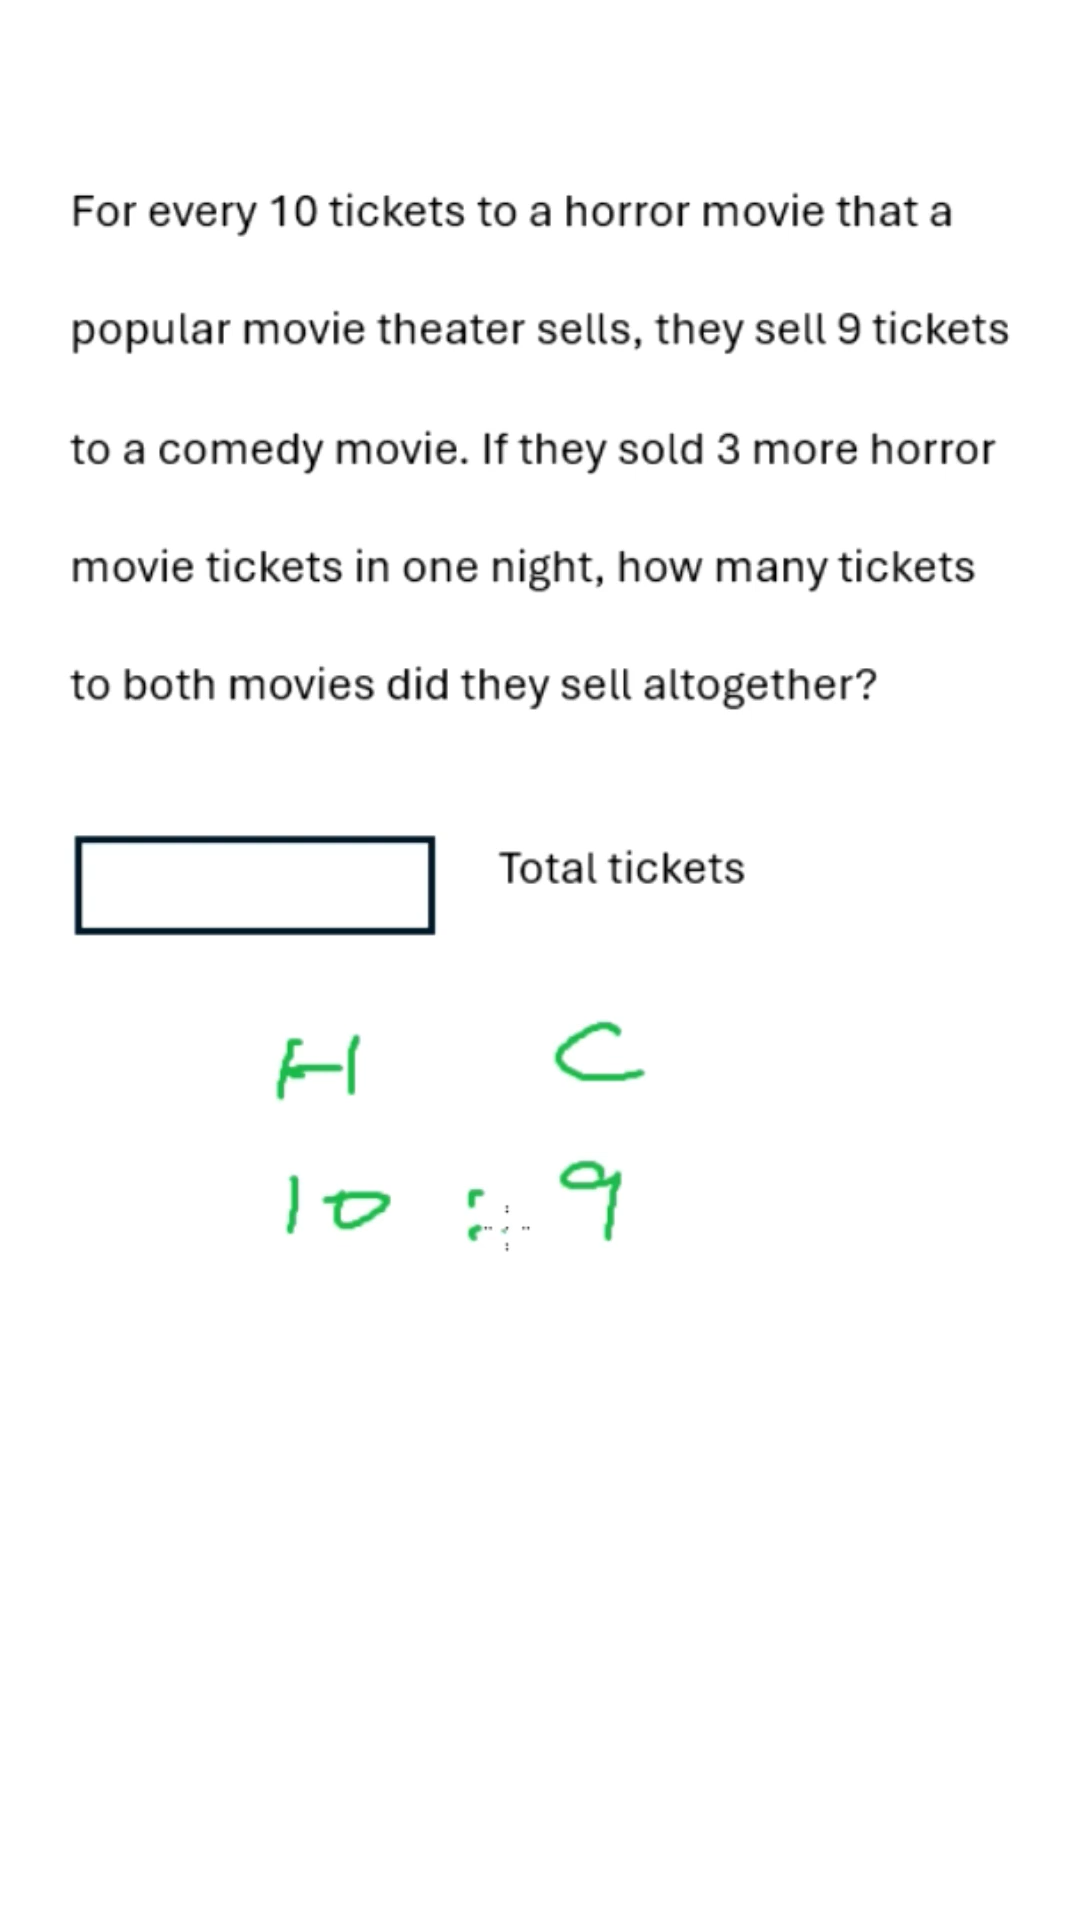 For every 10 tickets to a horror movie that a
popular movie theater sells, they sell 9 tickets
to a comedy movie. If they sold 3 more horror
movie tickets in one night, how many tickets
to both movies did they sell altogether?
Total tickets
H C
10 : 9